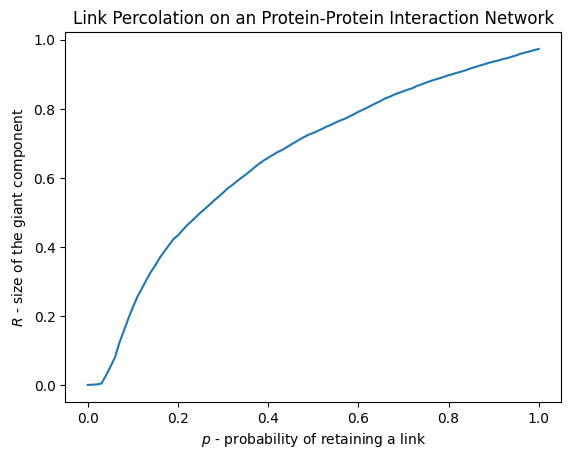 Link Percolation on an Protein-Protein Interaction Network
R - size of the giant component
1.0
0.8
0.6
0.4
0.2
0.0
0.0 0.2 0.4 0.6 0.8 1.0
p - probability of retaining a link